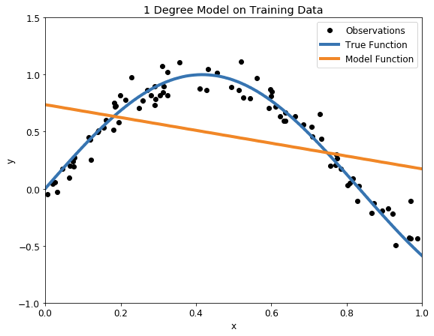 1 Degree Model on Training Data
1.5
1.0
0.5
0.0
−0.5
−1.0
y
Observations
True Function
Model Function
0.0 0.2 0.4 0.6 0.8 1.0
x